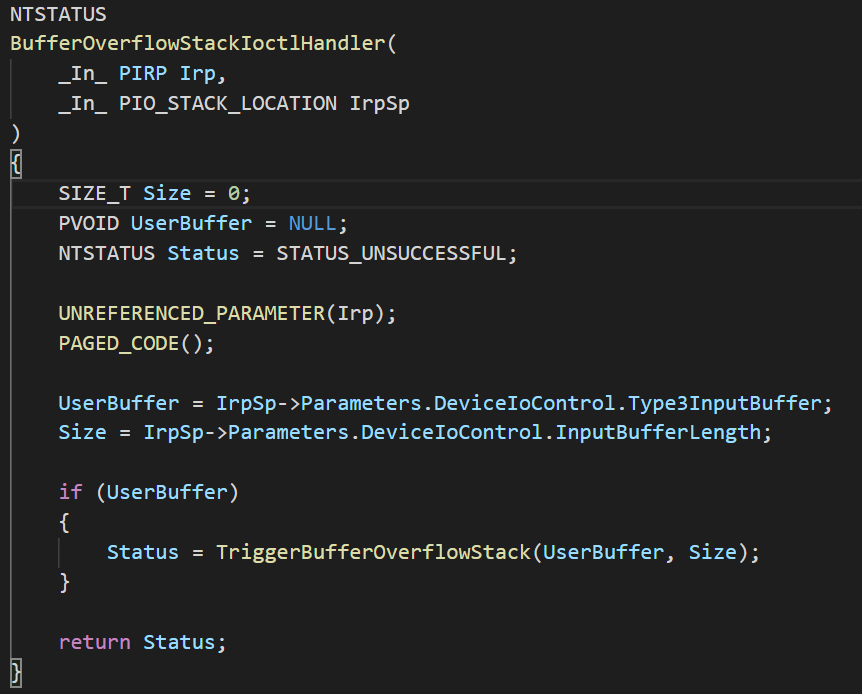 NTSTATUS
BufferOverflowStackIoctlHandler(
    _In_ PIRP Irp,
    _In_ PIO_STACK_LOCATION IrpSp
)
{
    SIZE_T Size = 0;
    PVOID UserBuffer = NULL;
    NTSTATUS Status = STATUS_UNSUCCESSFUL;

    UNREFERENCED_PARAMETER(Irp);
    PAGED_CODE();

    UserBuffer = IrpSp->Parameters.DeviceIoControl.Type3InputBuffer;
    Size = IrpSp->Parameters.DeviceIoControl.InputBufferLength;

    if (UserBuffer)
    {
        Status = TriggerBufferOverflowStack(UserBuffer, Size);
    }

    return Status;
}